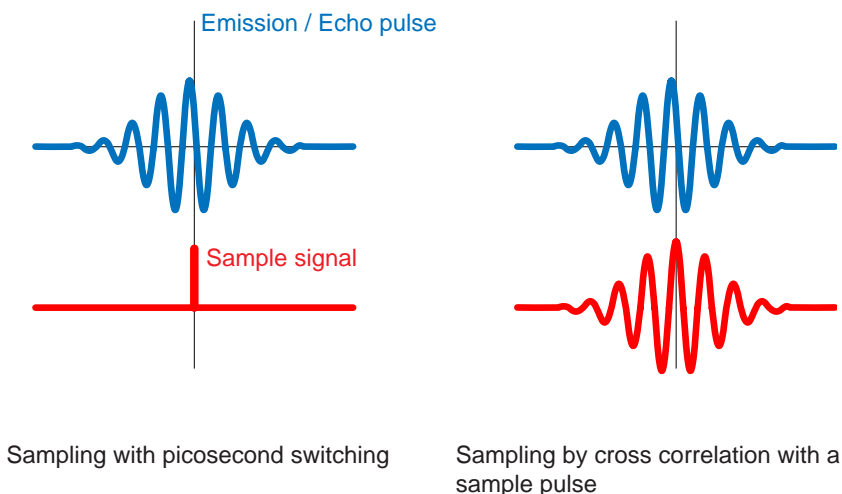 Emission / Echo pulse
Sample signal
Sampling with picosecond switching
Sampling by cross correlation with a
sample pulse